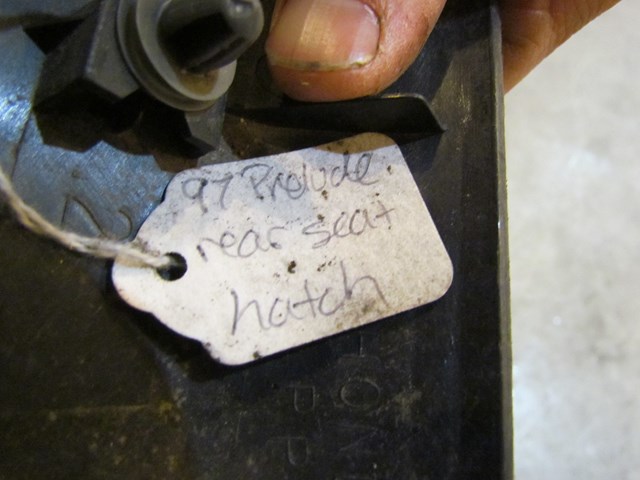 97 Prelude
rear seat
hatch